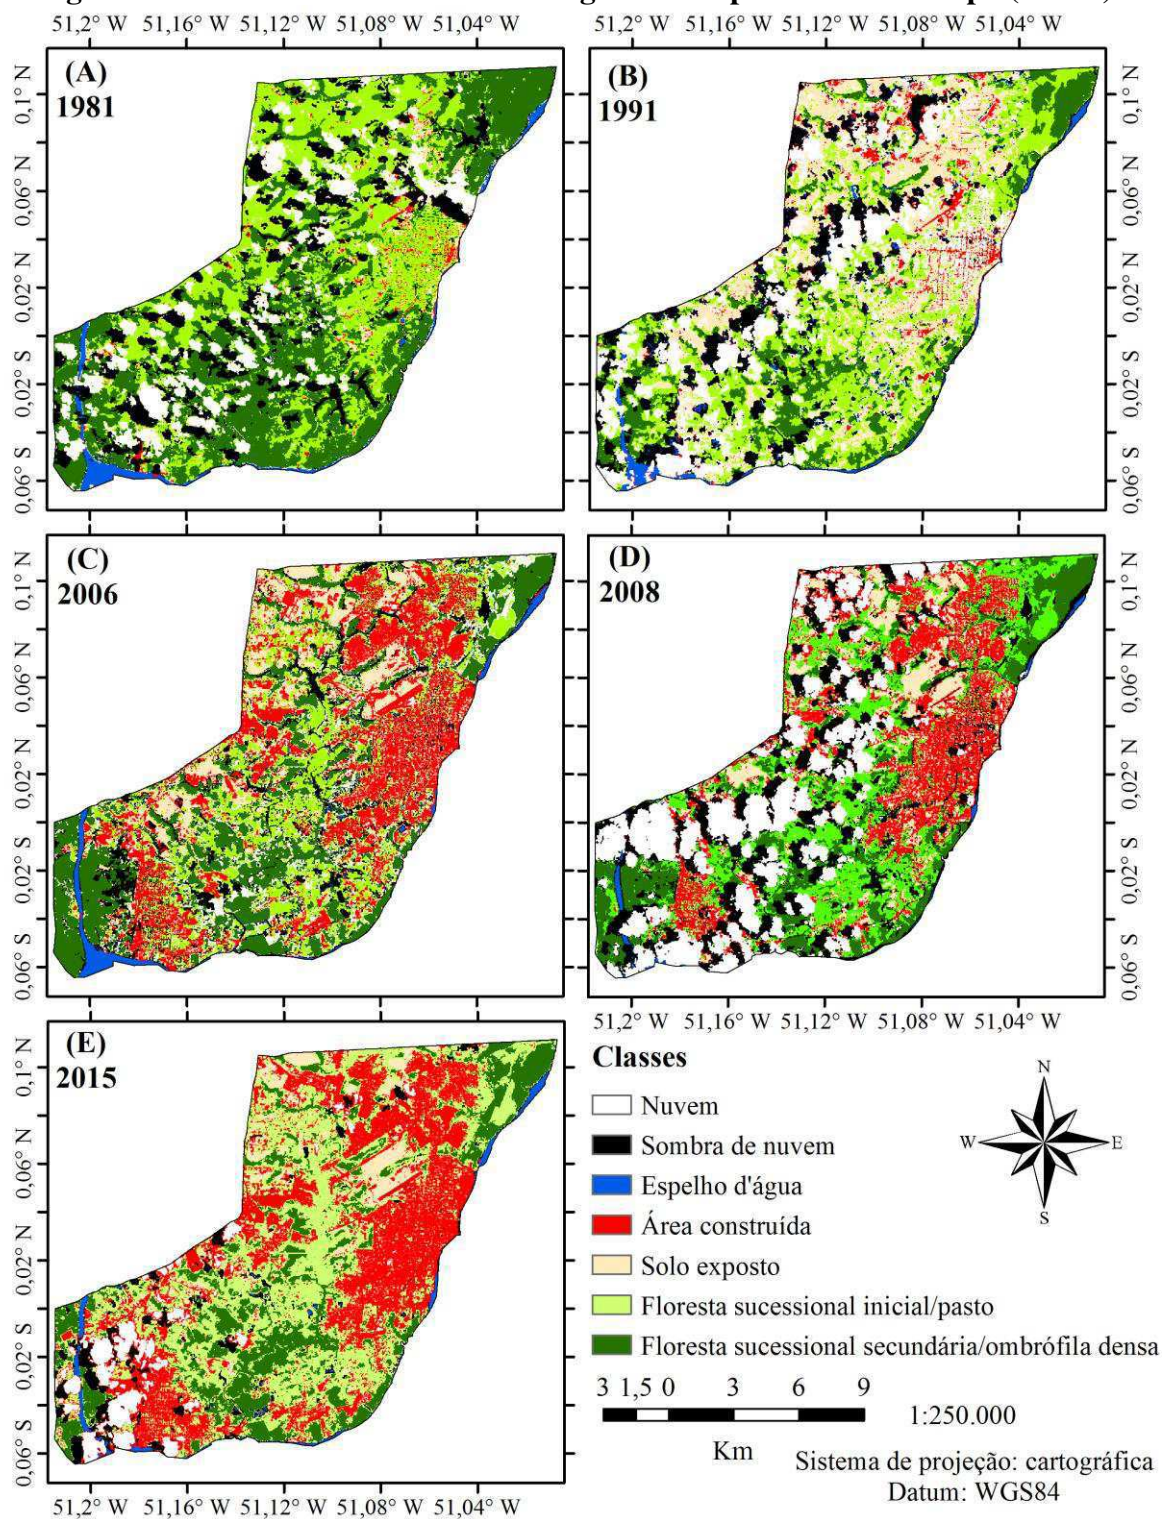 51,2° W 51,16° W 51,12° W 51,08° W 51,04° W
51,2° W 51,16° W 51,12° W 51,08° W 51,04° W
(A)
1981
0,1° N
0,06° N
0,02° N
0,02° S
0,06° S
(B)
1991
0,1° N
0,06° N
0,02° N
0,02° S
0,06° S
(C)
2006
0,1° N
0,06° N
0,02° N
0,02° S
0,06° S
(D)
2008
0,1° N
0,06° N
0,02° N
0,02° S
0,06° S
51,2° W 51,16° W 51,12° W 51,08° W 51,04° W
(E)
2015
0,1° N
0,06° N
0,02° N
0,02° S
0,06° S
51,2° W 51,16° W 51,12° W 51,08° W 51,04° W
Classes
Nuvem
Sombra de nuvem
Espelho d'água
Área construída
Solo exposto
Floresta sucessional inicial/pasto
Floresta sucessional secundária/ombrófila densa
N
W E
S
3 1,5 0 3 6 9
1:250.000
Km
Sistema de projeção: cartográfica
Datum: WGS84